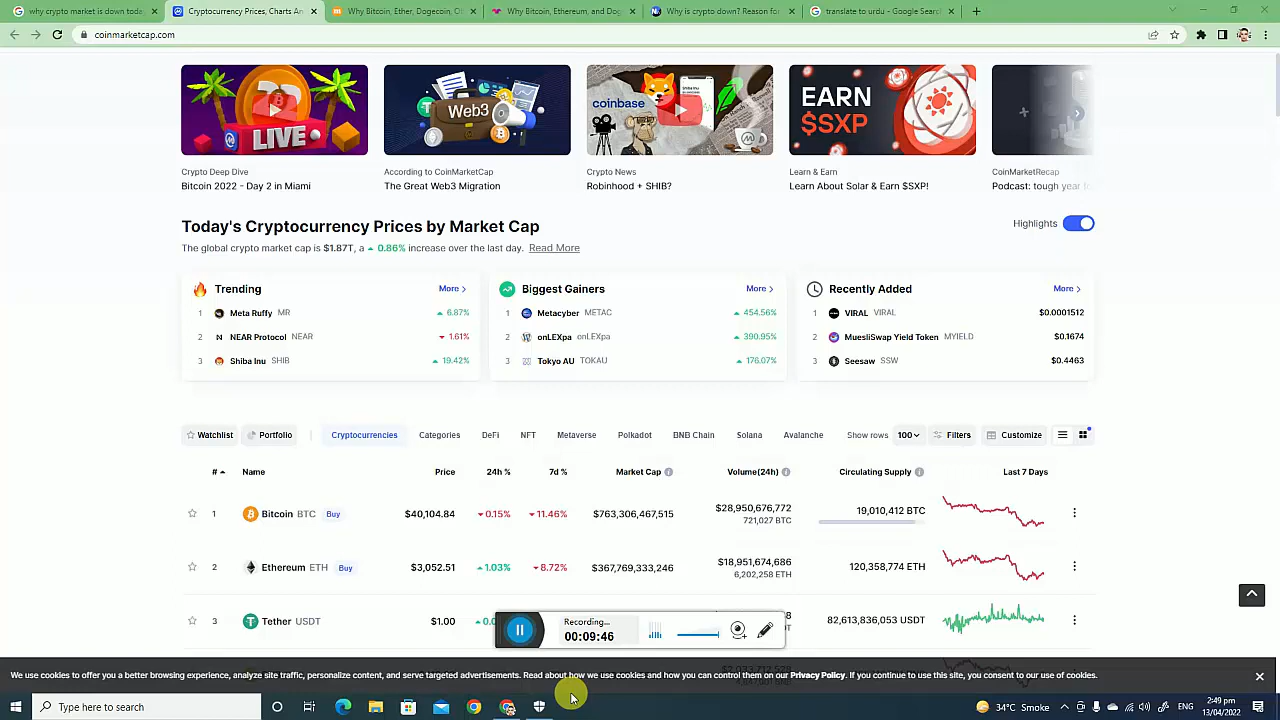 why crypto market is down today
Cryptocurrency Prices, Charts An
Why Bitcoin, Ether, Dogecoin, Ot
Why Bitcoin, Ethereum, and Dog
Why is crypto down? Reason for
translate to u - Google Search
coinmarketcap.com
LIVE
Web3
coinbase
EARN
$SXP
Crypto Deep Dive
According to CoinMarketCap
Crypto News
Learn & Earn
CoinMarketRecap
Bitcoin 2022 - Day 2 in Miami
The Great Web3 Migration
Robinhood + SHIB?
Learn About Solar & Earn $SXP!
Podcast: tough year
Today's Cryptocurrency Prices by Market Cap
Highlights
The global crypto market cap is $1.87T, a 0.86% increase over the last day. Read More
Trending More
Biggest Gainers More
Recently Added More
1 Meta Ruffy MR 6.87%
1 Metacyber METAC 454.56%
1 VIRAL VIRAL $0.0001512
2 NEAR Protocol NEAR 1.61%
2 onLEXpa onLEXpa 390.95%
2 MuesliSwap Yield Token MYIELD $0.1674
3 Shiba Inu SHIB 19.42%
3 Tokyo AU TOKAU 176.07%
3 Seesaw SSW $0.4463
Watchlist Portfolio Cryptocurrencies Categories DeFi NFT Metaverse Polkadot BNB Chain Solana Avalanche Show rows 100 Filters Customize
# Name Price 24h % 7d % Market Cap Volume(24h) Circulating Supply Last 7 Days
1 Bitcoin BTC Buy $40,104.84 0.15% 11.46% $763,306,467,515 $28,950,676,772 19,010,412 BTC
721,027 BTC
2 Ethereum ETH Buy $3,052.51 1.03% 8.72% $367,769,333,246 $18,951,674,686 120,358,774 ETH
6,202,258 ETH
3 Tether USDT $1.00 82,613,836,053 USDT
Recording...
00:09:46
We use cookies to offer you a better browsing experience, analyze site traffic, personalize content, and serve targeted advertisements. Read about how we use cookies and how you can control them on our Privacy Policy. If you continue to use this site, you consent to our use of cookies.
Type here to search
34°C Smoke
2:49 pm
13/04/2022